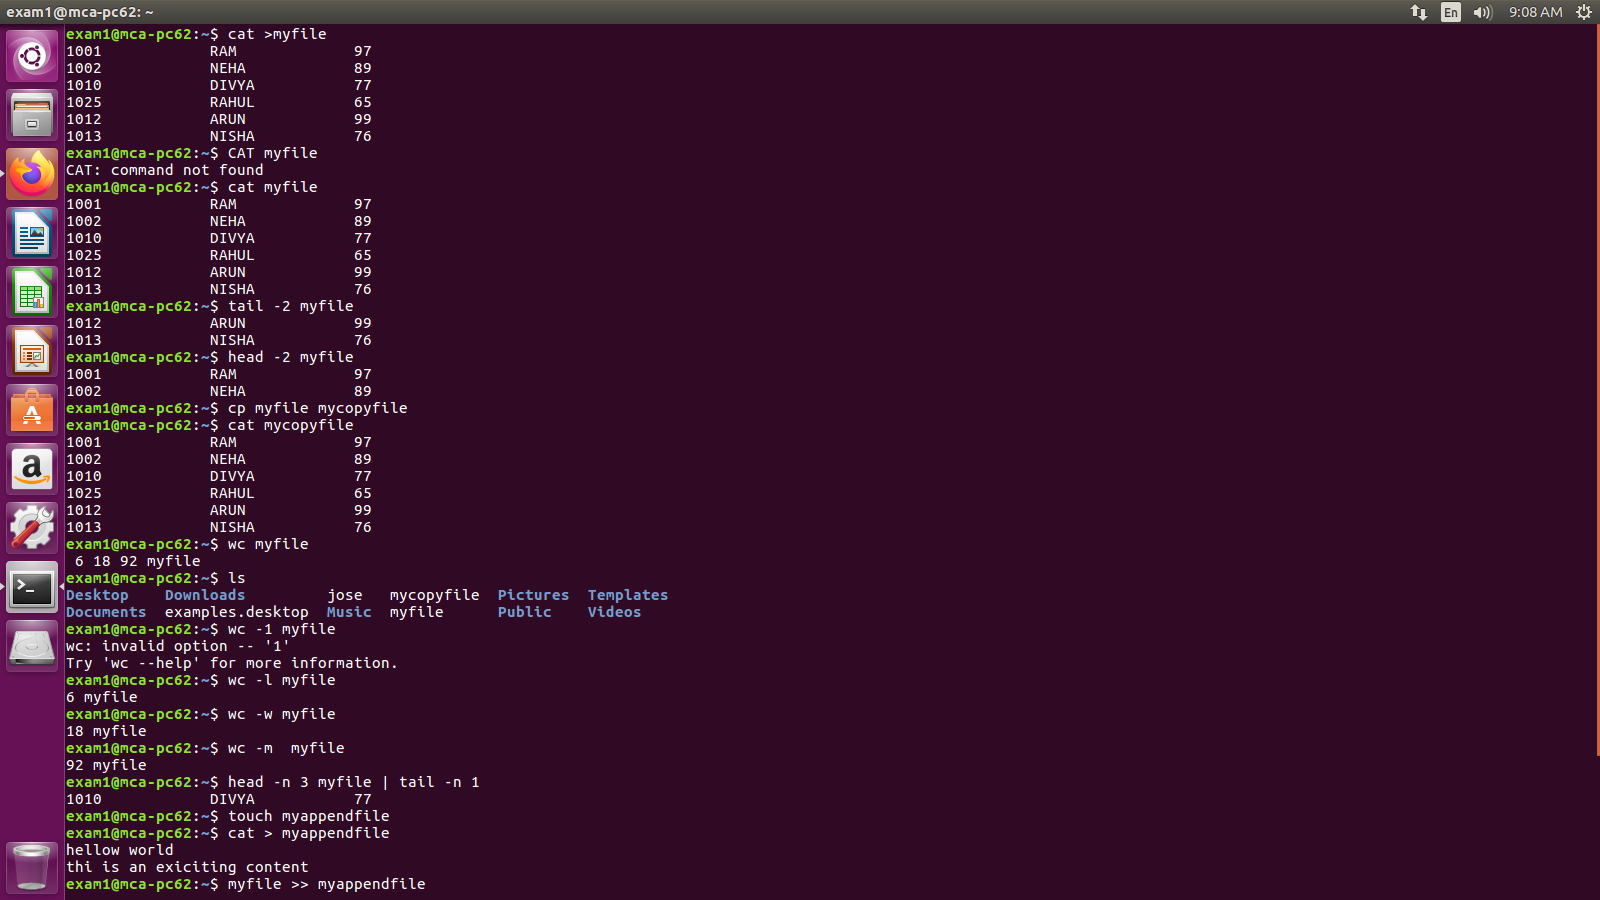 exam1@mca-pc62: ~
En
9:08 AM
exam1@mca-pc62:~$ cat >myfile
1001 RAM 97
1002 NEHA 89
1010 DIVYA 77
1025 RAHUL 65
1012 ARUN 99
1013 NISHA 76
exam1@mca-pc62:~$ CAT myfile
CAT: command not found
exam1@mca-pc62:~$ cat myfile
1001 RAM 97
1002 NEHA 89
1010 DIVYA 77
1025 RAHUL 65
1012 ARUN 99
1013 NISHA 76
exam1@mca-pc62:~$ tail -2 myfile
1012 ARUN 99
1013 NISHA 76
exam1@mca-pc62:~$ head -2 myfile
1001 RAM 97
1002 NEHA 89
exam1@mca-pc62:~$ cp myfile mycopyfile
exam1@mca-pc62:~$ cat mycopyfile
1001 RAM 97
1002 NEHA 89
1010 DIVYA 77
1025 RAHUL 65
1012 ARUN 99
1013 NISHA 76
exam1@mca-pc62:~$ wc myfile
6 18 92 myfile
exam1@mca-pc62:~$ ls
Desktop Downloads jose mycopyfile Pictures Templates
Documents examples.desktop Music myfile Public Videos
exam1@mca-pc62:~$ wc -1 myfile
wc: invalid option -- '1'
Try 'wc --help' for more information.
exam1@mca-pc62:~$ wc -l myfile
6 myfile
exam1@mca-pc62:~$ wc -w myfile
18 myfile
exam1@mca-pc62:~$ wc -m  myfile
92 myfile
exam1@mca-pc62:~$ head -n 3 myfile | tail -n 1
1010 DIVYA 77
exam1@mca-pc62:~$ touch myappendfile
exam1@mca-pc62:~$ cat > myappendfile
hellow world
thi is an exiciting content
exam1@mca-pc62:~$ myfile >> myappendfile